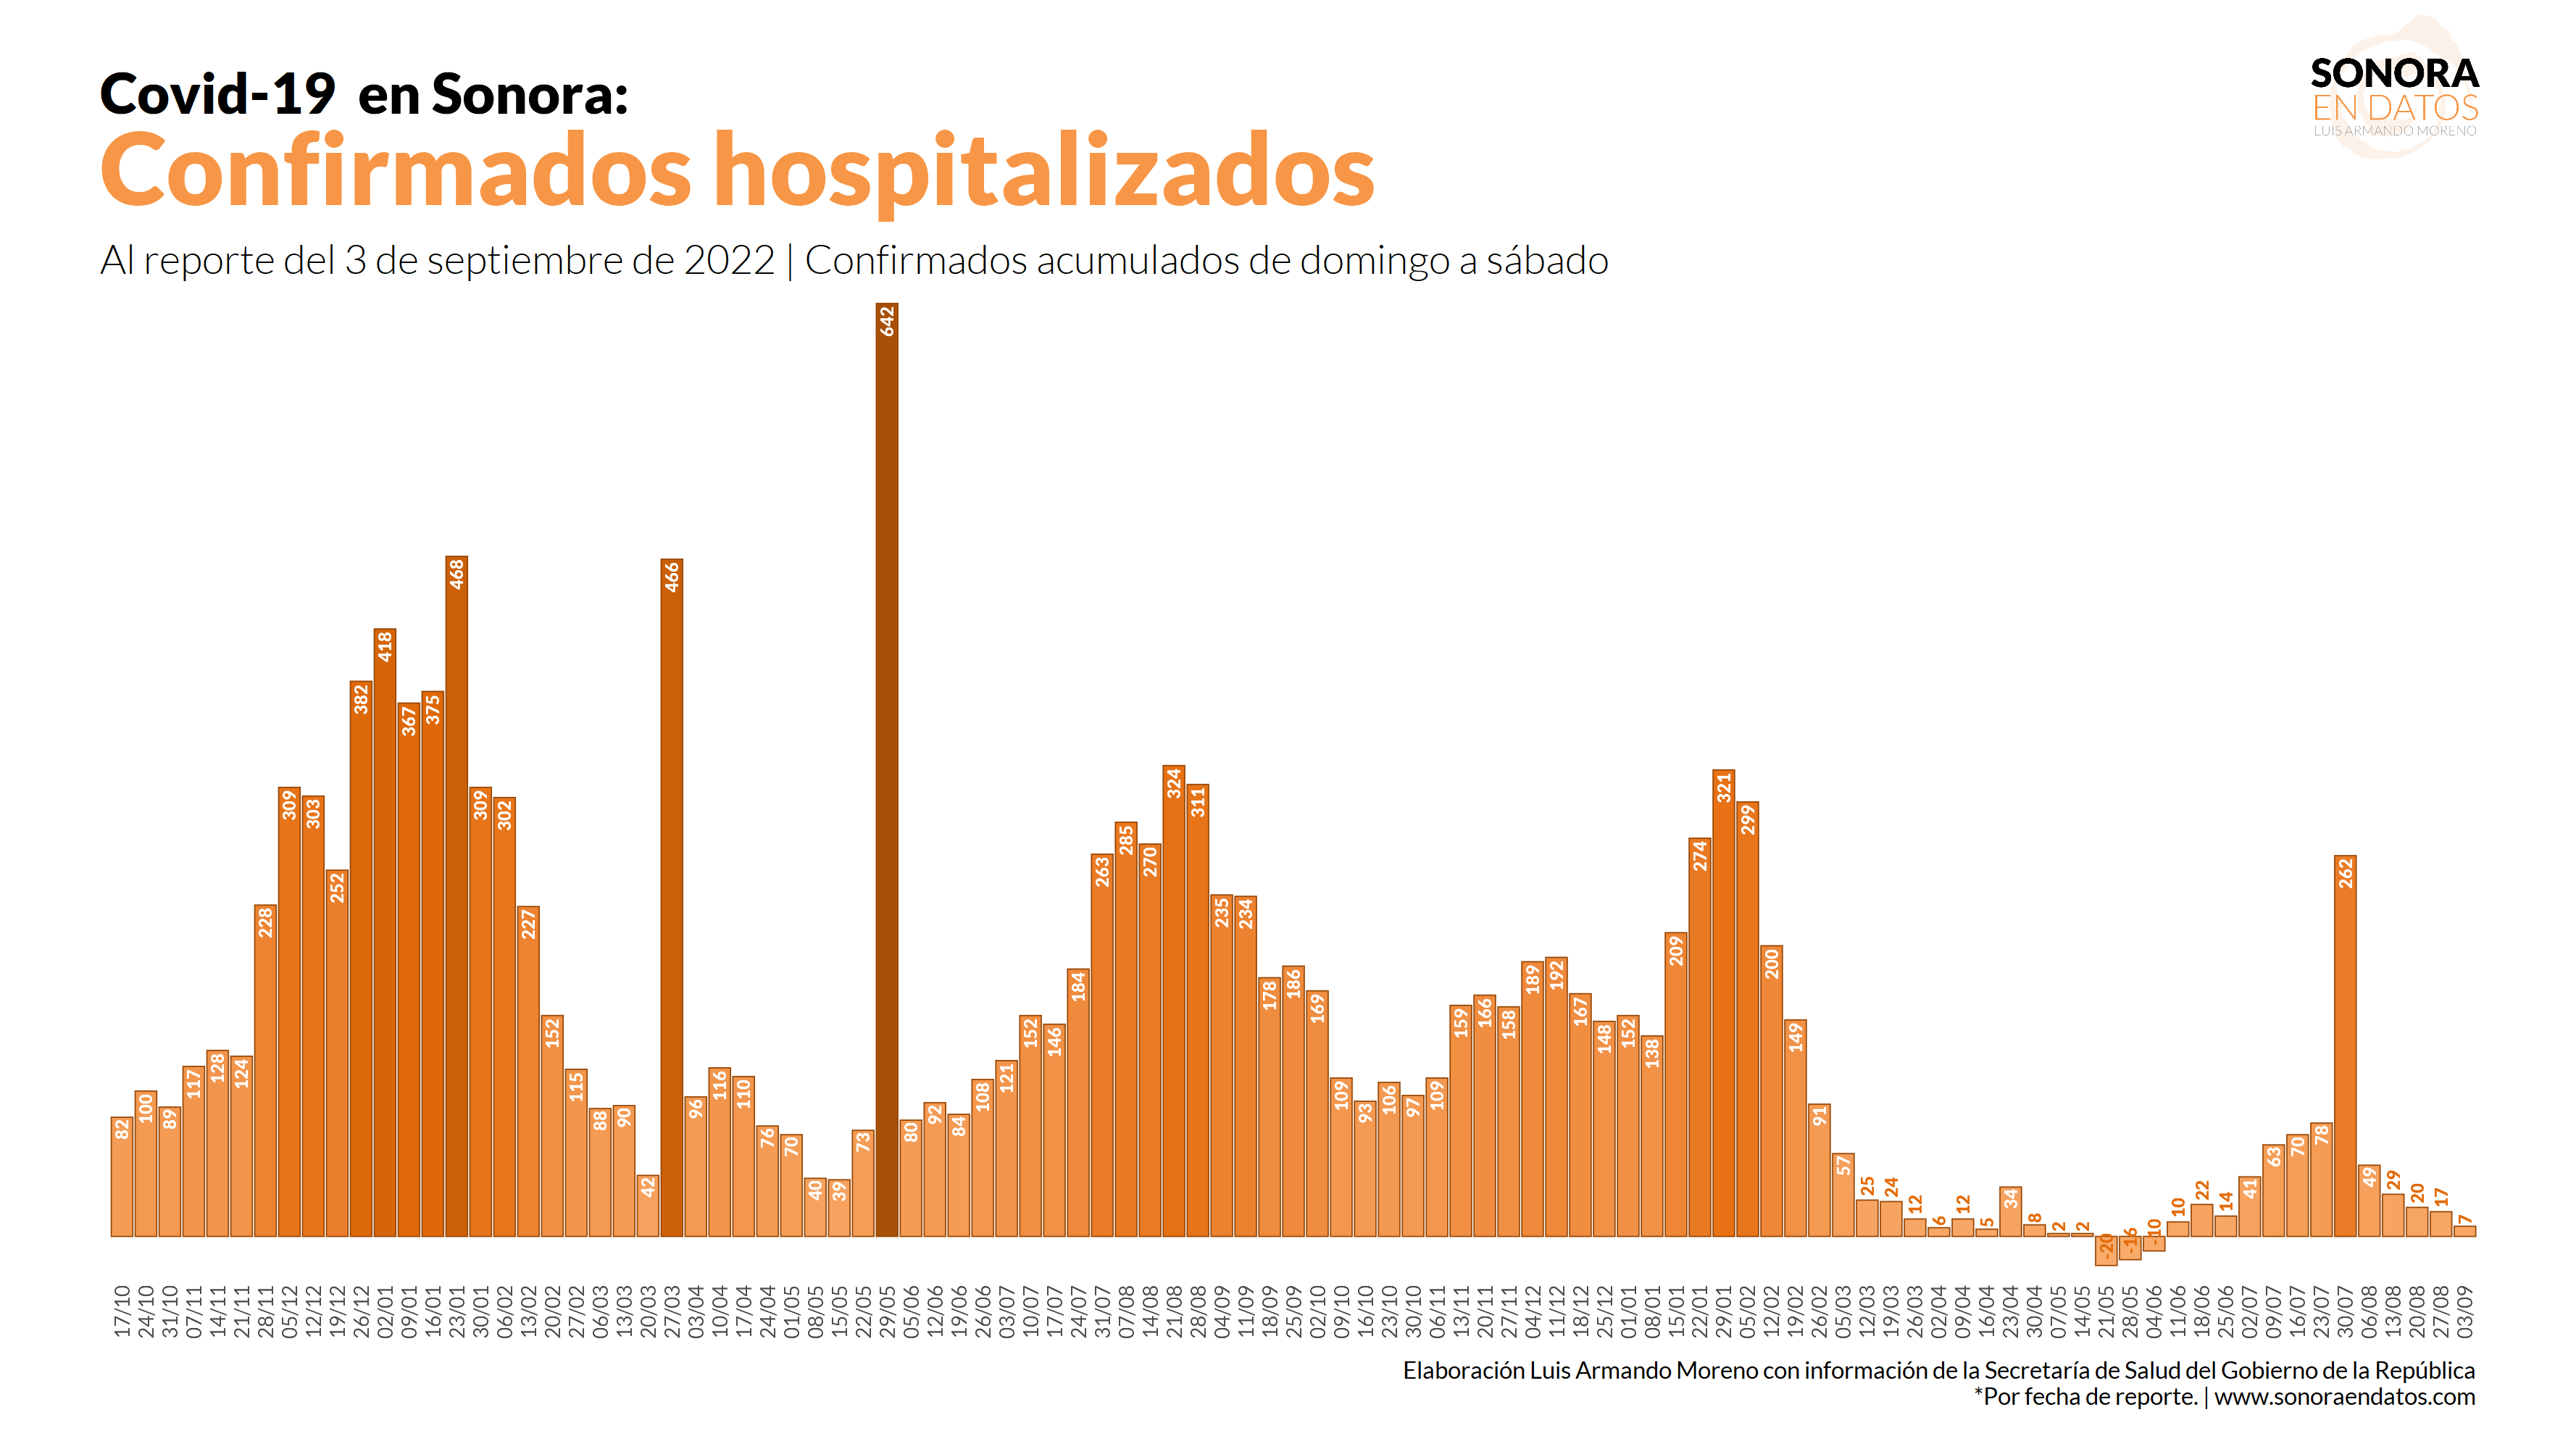 Covid-19 en Sonora:
Confirmados hospitalizados
Al reporte del 3 de septiembre de 2022 | Confirmados acumulados de domingo a sábado
SONORA
EN DATOS
LUIS ARMANDO MORENO
82 100 89 117 128 124 228 309 303 252 382 418 367 375 468 309 302 227 152 115 88 90 42 466 96 116 110 76 70 40 39 73 642 80 92 84 108 121 152 146 184 263 285 270 324 311 235 234 178 186 169 109 93 106 97 109 159 166 158 189 192 167 148 152 138 209 274 321 299 200 149 91 57 25 24 12 6 12 5 34 8 2 2 -20 -16 -10 10 22 14 41 63 70 78 262 49 29 20 17 7
17/10 24/10 31/10 07/11 14/11 21/11 28/11 05/12 12/12 19/12 26/12 02/01 09/01 16/01 23/01 30/01 06/02 13/02 20/02 27/02 06/03 13/03 20/03 27/03 03/04 10/04 17/04 24/04 01/05 08/05 15/05 22/05 29/05 05/06 12/06 19/06 26/06 03/07 10/07 17/07 24/07 31/07 07/08 14/08 21/08 28/08 04/09 11/09 18/09 25/09 02/10 09/10 16/10 23/10 30/10 06/11 13/11 20/11 27/11 04/12 11/12 18/12 25/12 01/01 08/01 15/01 22/01 29/01 05/02 12/02 19/02 26/02 05/03 12/03 19/03 26/03 02/04 09/04 16/04 23/04 30/04 07/05 14/05 21/05 28/05 04/06 11/06 18/06 25/06 02/07 09/07 16/07 23/07 30/07 06/08 13/08 20/08 27/08 03/09
Elaboración Luis Armando Moreno con información de la Secretaría de Salud del Gobierno de la República
*Por fecha de reporte. | www.sonoraendatos.com